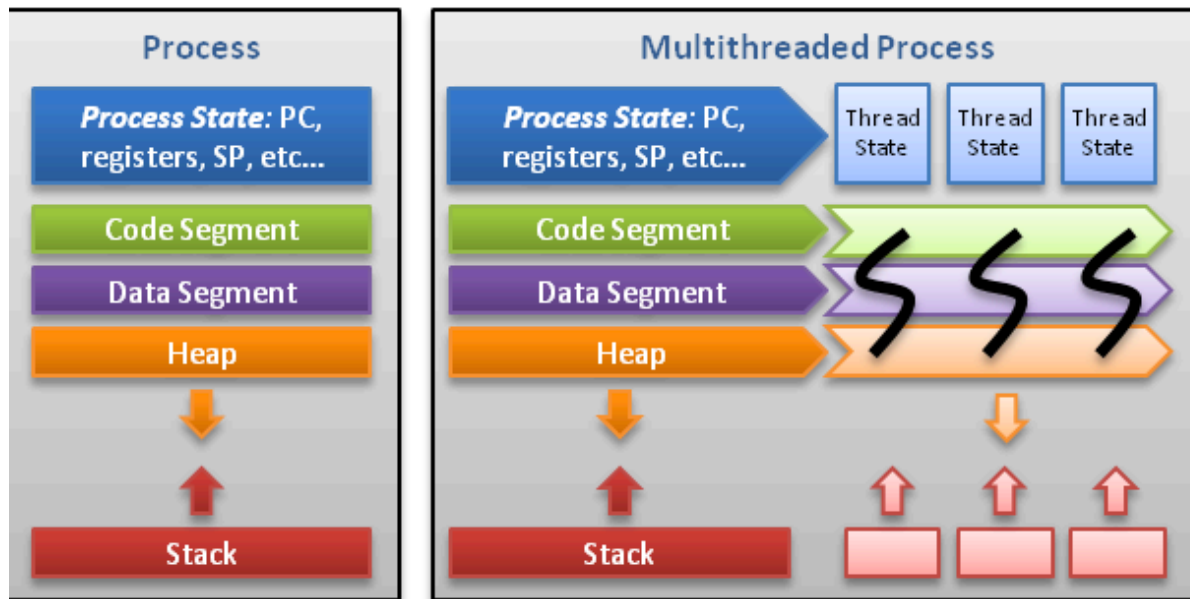 Process
Process State: PC,
registers, SP, etc...
Code Segment
Data Segment
Heap
Stack
Multithreaded Process
Process State: PC,
registers, SP, etc...
Thread
State
Thread
State
Thread
State
Code Segment
Data Segment
Heap
Stack